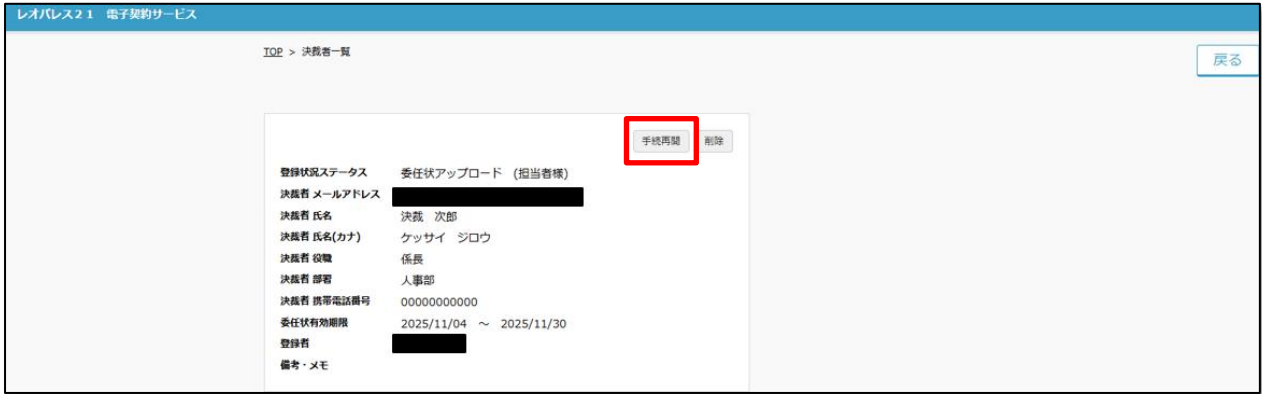 レオパレス21 電子契約サービス
TOP > 決裁者一覧
戻る
手続再開 削除
登録状況ステータス 委任状アップロード (担当者様)
決裁者 メールアドレス
決裁者 氏名 決裁 次郎
決裁者 氏名(カナ) ケッサイ ジロウ
決裁者 役職 係長
決裁者 部署 人事部
決裁者 携帯電話番号 00000000000
委任状有効期限 2025/11/04 ～ 2025/11/30
登録者
備考・メモ